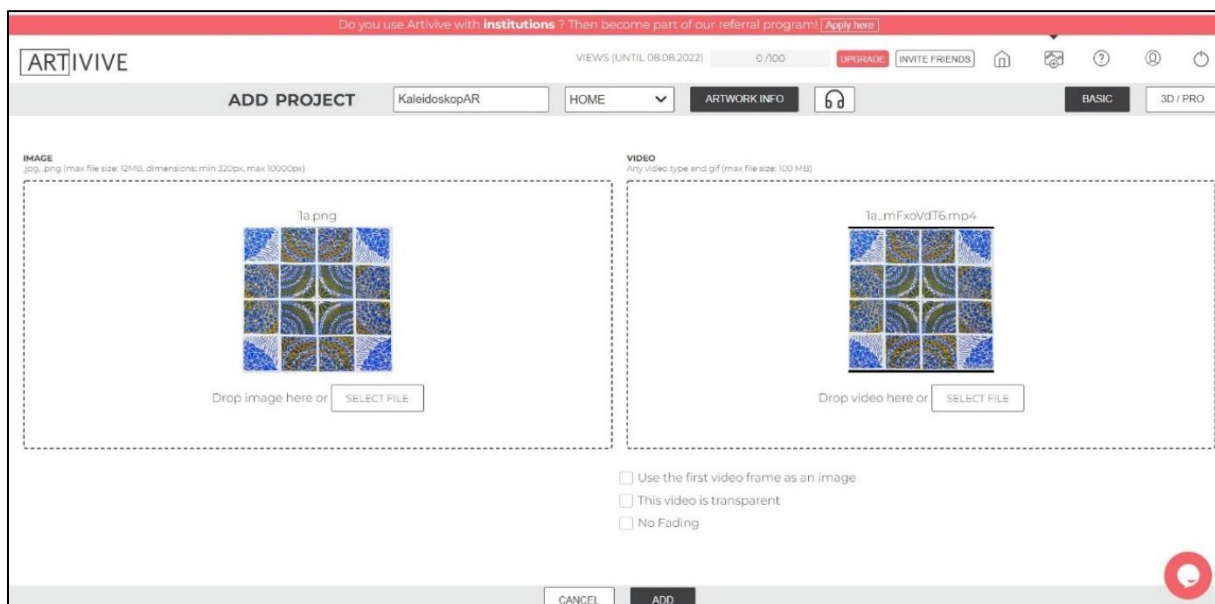 Do you use Artivive with institutions ? Then become part of our referral program! Apply here
ARTIVIVE
VIEWS (UNTIL 08.08.2022) 0 /100 UPGRADE INVITE FRIENDS
ADD PROJECT KaleidoskopAR HOME ARTWORK INFO BASIC 3D / PRO
IMAGE
.jpg, .png (max file size: 12MB, dimensions: min 320px, max 10000px)
1a.png
Drop image here or SELECT FILE
VIDEO
Any video type and gif (max file size: 100 MB)
1a_mFxoVdT6.mp4
Drop video here or SELECT FILE
Use the first video frame as an image
This video is transparent
No Fading
CANCEL ADD